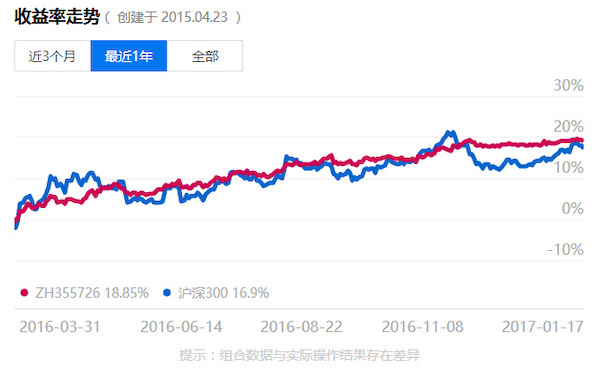 收益率走势 ( 创建于 2015.04.23 )
近3个月 最近1年 全部
30%
20%
10%
0%
-10%
ZH355726 18.85% 沪深300 16.9%
2016-03-31 2016-06-14 2016-08-22 2016-11-08 2017-01-17
提示：组合数据与实际操作结果存在差异